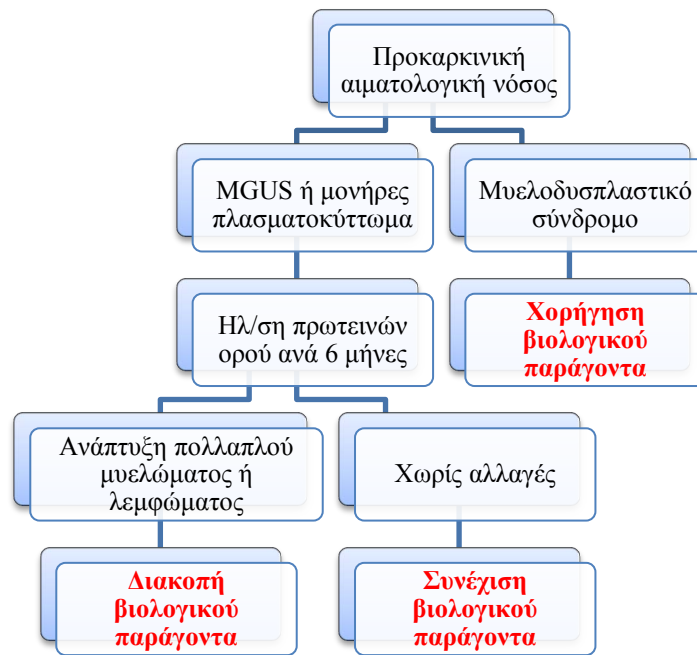 Προκαρκινική
αιματολογική νόσος
MGUS ή μονήρες
πλασματοκύττωμα
Μυελοδυσπλαστικό
σύνδρομο
Ηλ/ση πρωτεινών
ορού ανά 6 μήνες
Χορήγηση
βιολογικού
παράγοντα
Ανάπτυξη πολλαπλού
μυελώματος ή
λεμφώματος
Χωρίς αλλαγές
Διακοπή
βιολογικού
παράγοντα
Συνέχιση
βιολογικού
παράγοντα